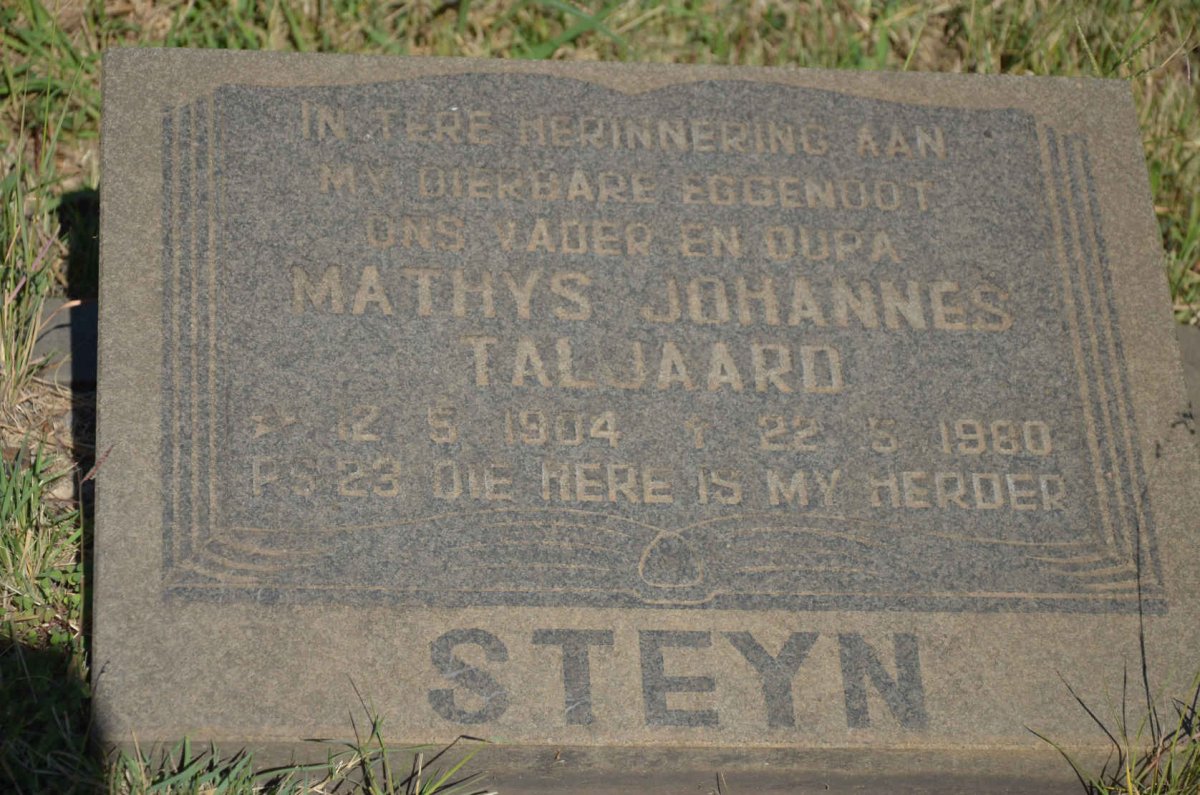 IN TERE HERINNERING AAN
MY DIERBARE EGGENOOT
ONS VADER EN OUPA
MATHYS JOHANNES
TALJAARD
* 12 5 1904 † 22 5 1980
PS 23 DIE HERE IS MY HERDER
STEYN